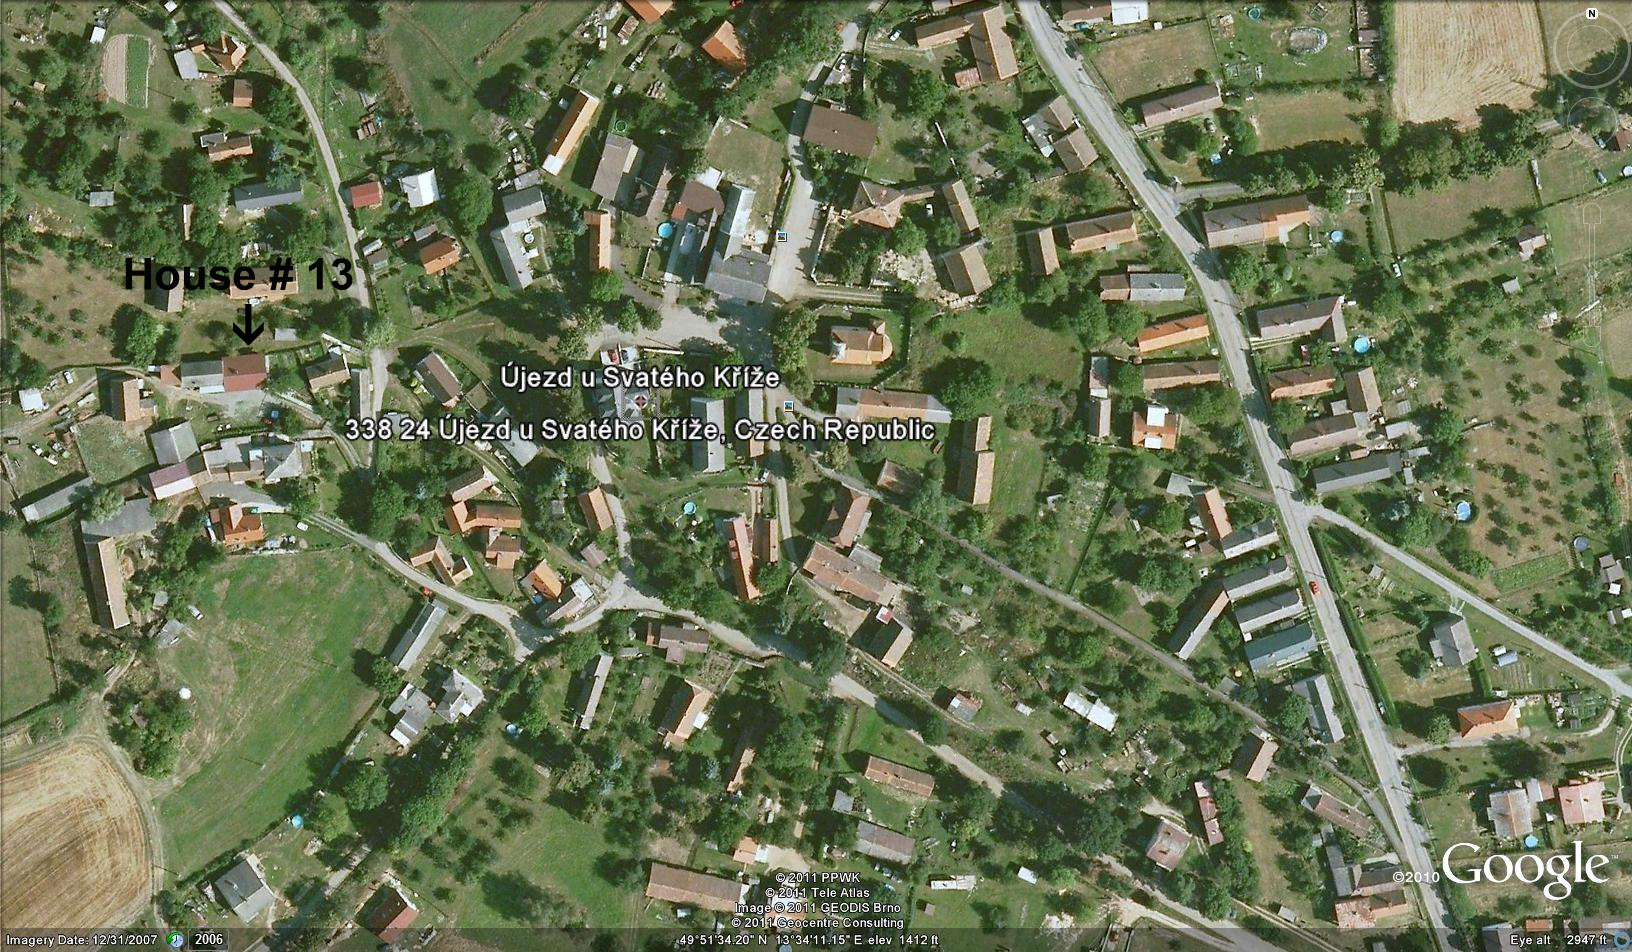 N
House # 13
Újezd u Svatého Kříže
338 24 Újezd u Svatého Kříže, Czech Republic
© 2011 PPWK
© 2011 Tele Atlas
Image © 2011 GEODIS Brno
© 2011 Geocentre Consulting
©2010 Google™
Imagery Date: 12/31/2007 2006
49°51'34.20" N 13°34'11.15" E elev 1412 ft
Eye alt 2947 ft